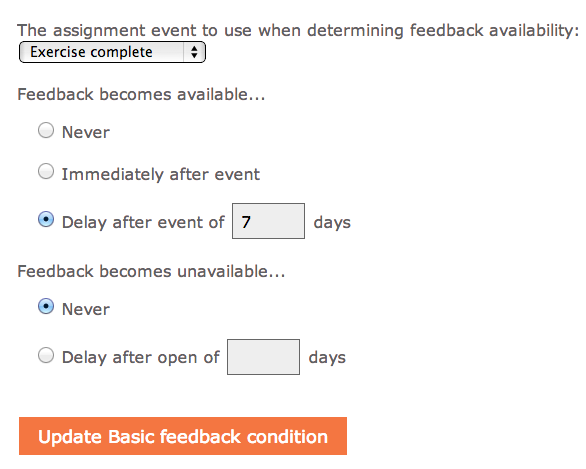 The assignment event to use when determining feedback availability:
Exercise complete
Feedback becomes available...
Never
Immediately after event
Delay after event of 7 days
Feedback becomes unavailable...
Never
Delay after open of days
Update Basic feedback condition